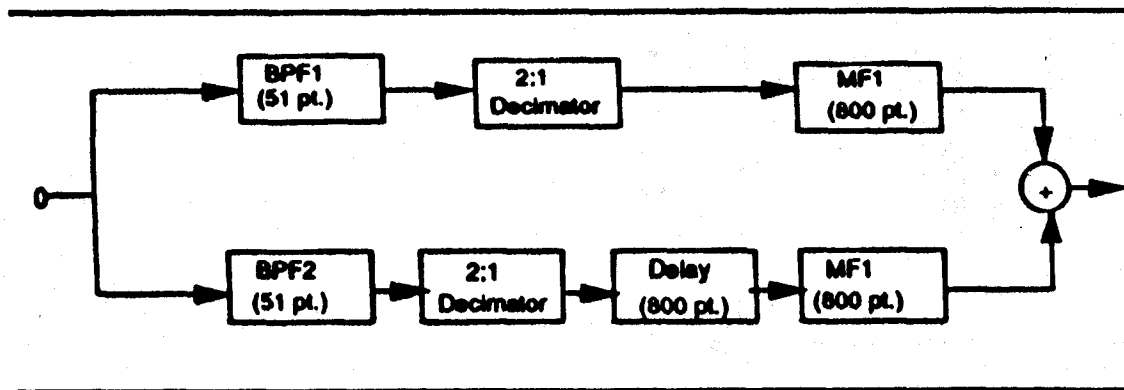 BPF1
(51 pt.)
2:1
Decimator
MF1
(800 pt.)
+
BPF2
(51 pt.)
2:1
Decimator
Delay
(800 pt.)
MF1
(800 pt.)